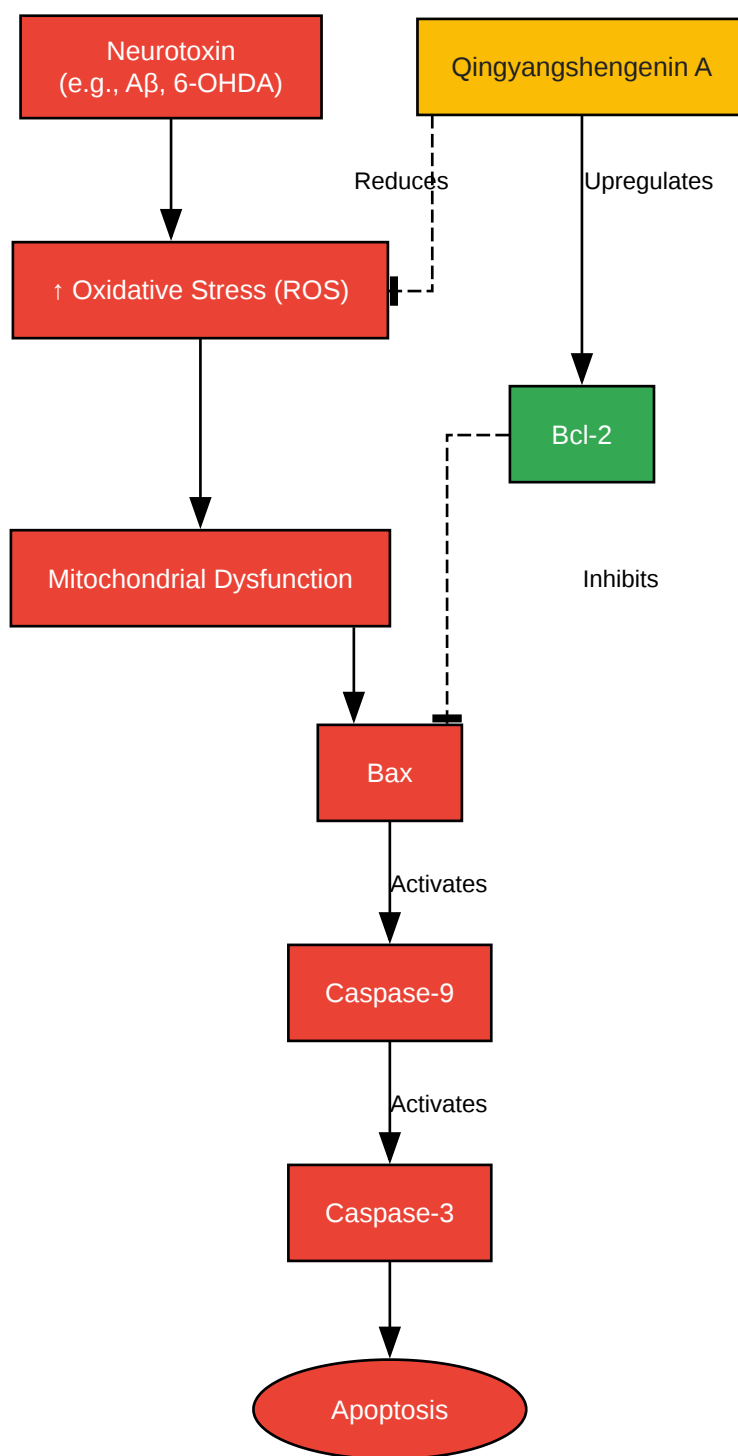 Neurotoxin
(e.g., Aβ, 6-OHDA)
Qingyangshengenin A
Reduces
Upregulates
↑ Oxidative Stress (ROS)
Bcl-2
Mitochondrial Dysfunction
Inhibits
Bax
Activates
Caspase-9
Activates
Caspase-3
Apoptosis